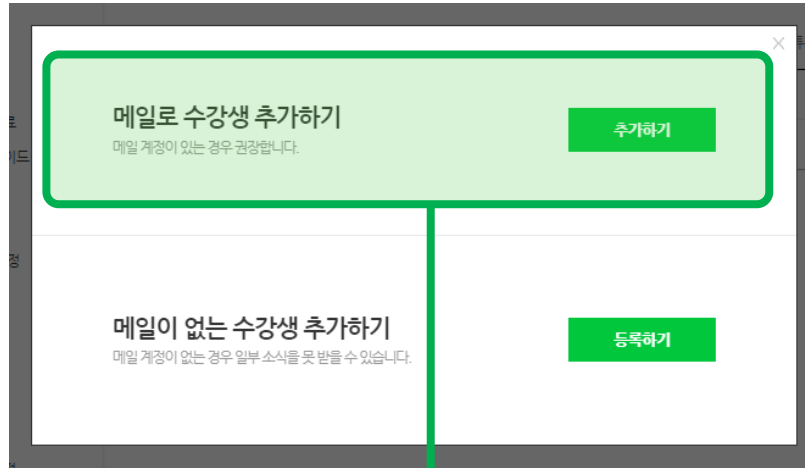 메일로 수강생 추가하기
메일 계정이 있는 경우 권장합니다.
추가하기
메일이 없는 수강생 추가하기
메일 계정이 없는 경우 일부 소식을 못 받을 수 있습니다.
등록하기
이드
정